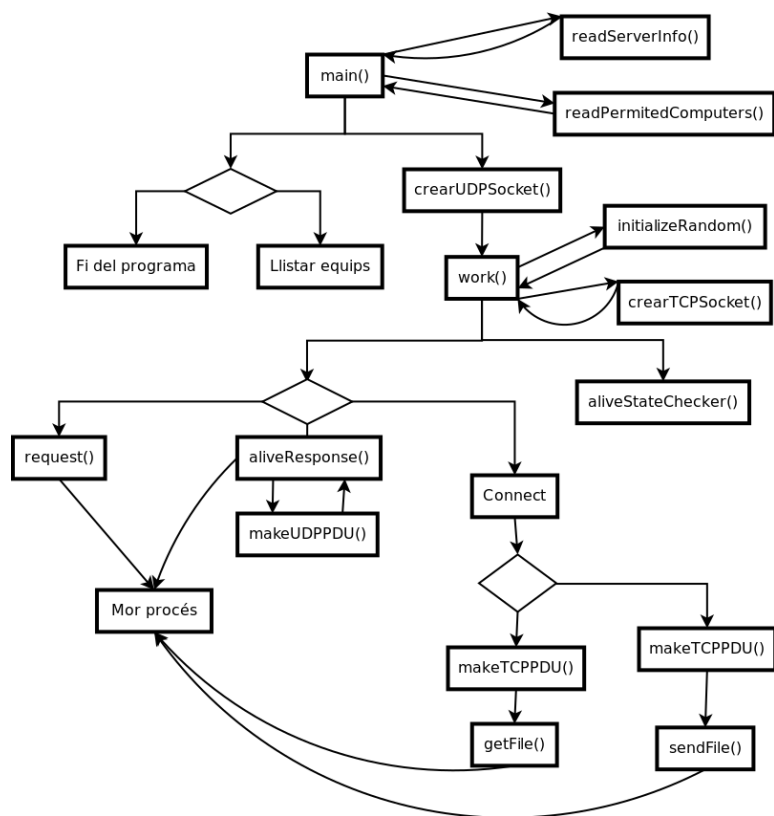 readServerInfo()
main()
readPermitedComputers()
crearUDPSocket()
initializeRandom()
Fi del programa
Llistar equips
work()
crearTCPSocket()
aliveStateChecker()
request()
aliveResponse()
Connect
makeUDPPDU()
Mor procés
makeTCPPDU()
makeTCPPDU()
getFile()
sendFile()